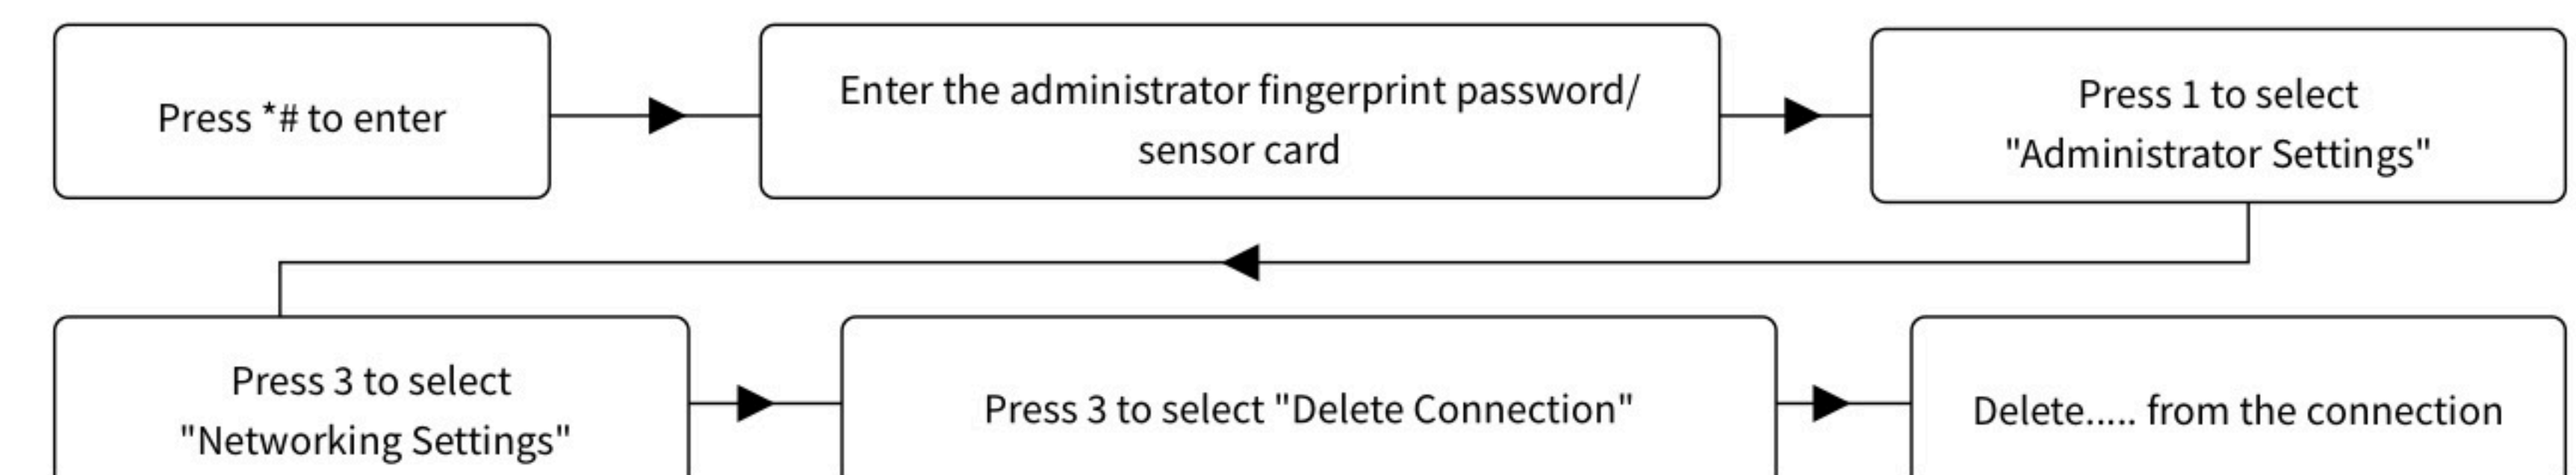 Press *# to enter
Enter the administrator fingerprint password/
sensor card
Press 1 to select
"Administrator Settings"
Press 3 to select
"Networking Settings"
Press 3 to select "Delete Connection"
Delete..... from the connection